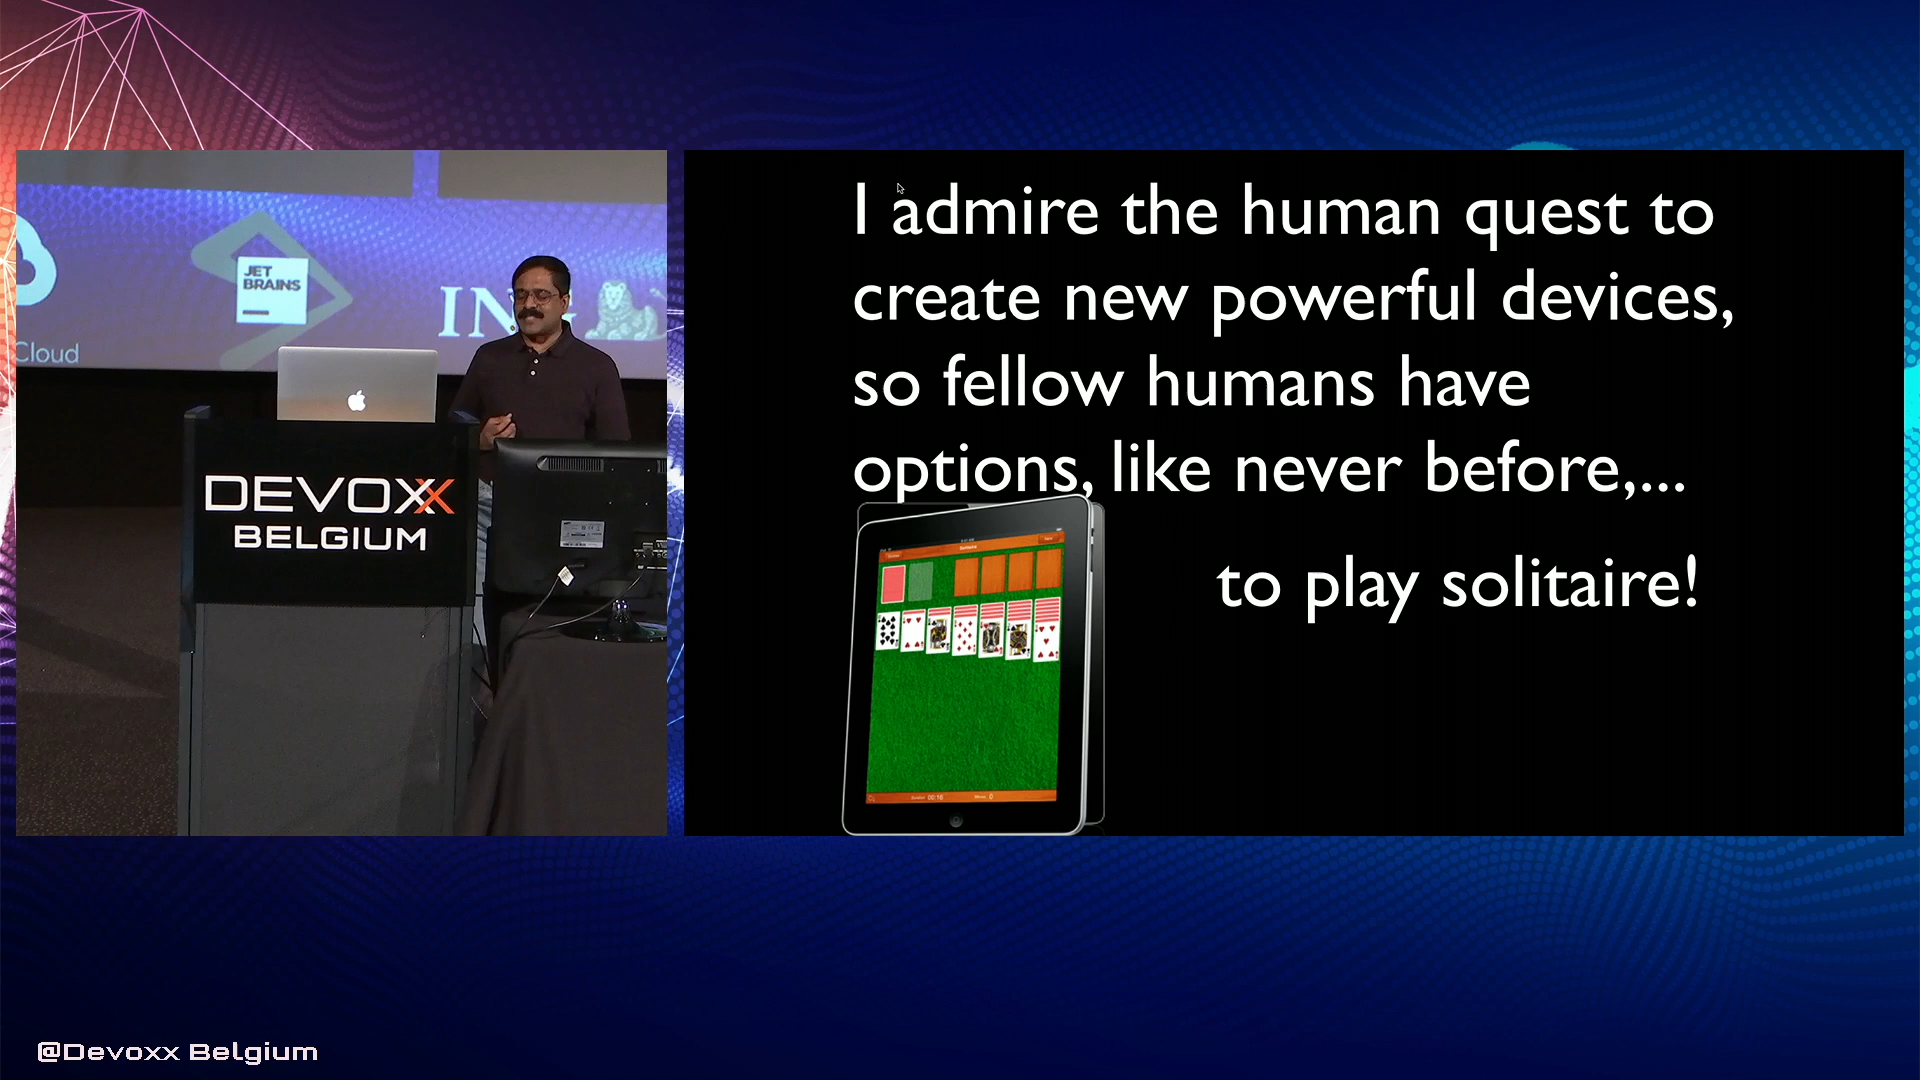 I admire the human quest to
create new powerful devices,
so fellow humans have
options, like never before,...
to play solitaire!
Cloud
JET
BRAINS
DEVOXX
BELGIUM
@Devoxx Belgium